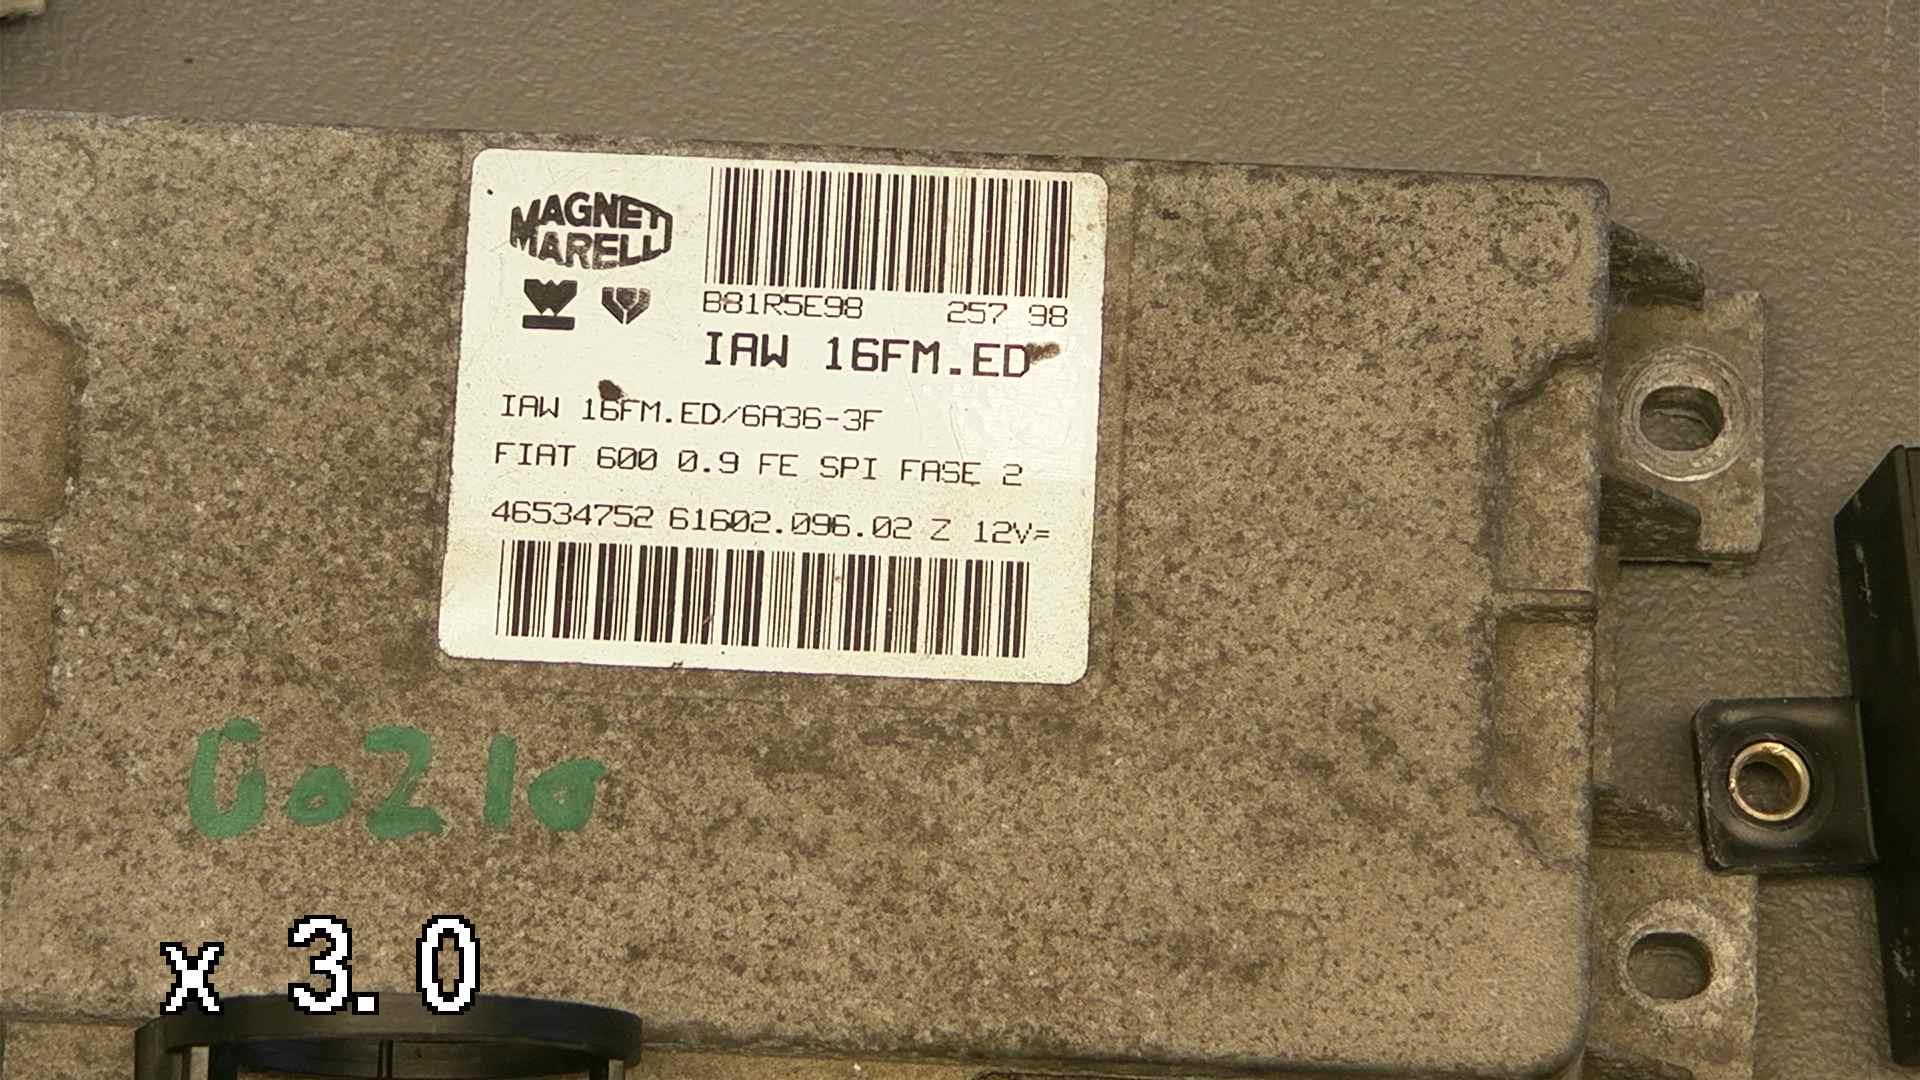 MAGNETI
MARELLI
B81R5E98 257 98
IAW 16FM.ED
IAW 16FM.ED/6A36-3F
FIAT 600 0.9 FE SPI FASE 2
46534752 61602.096.02 Z 12V=
x 3.0